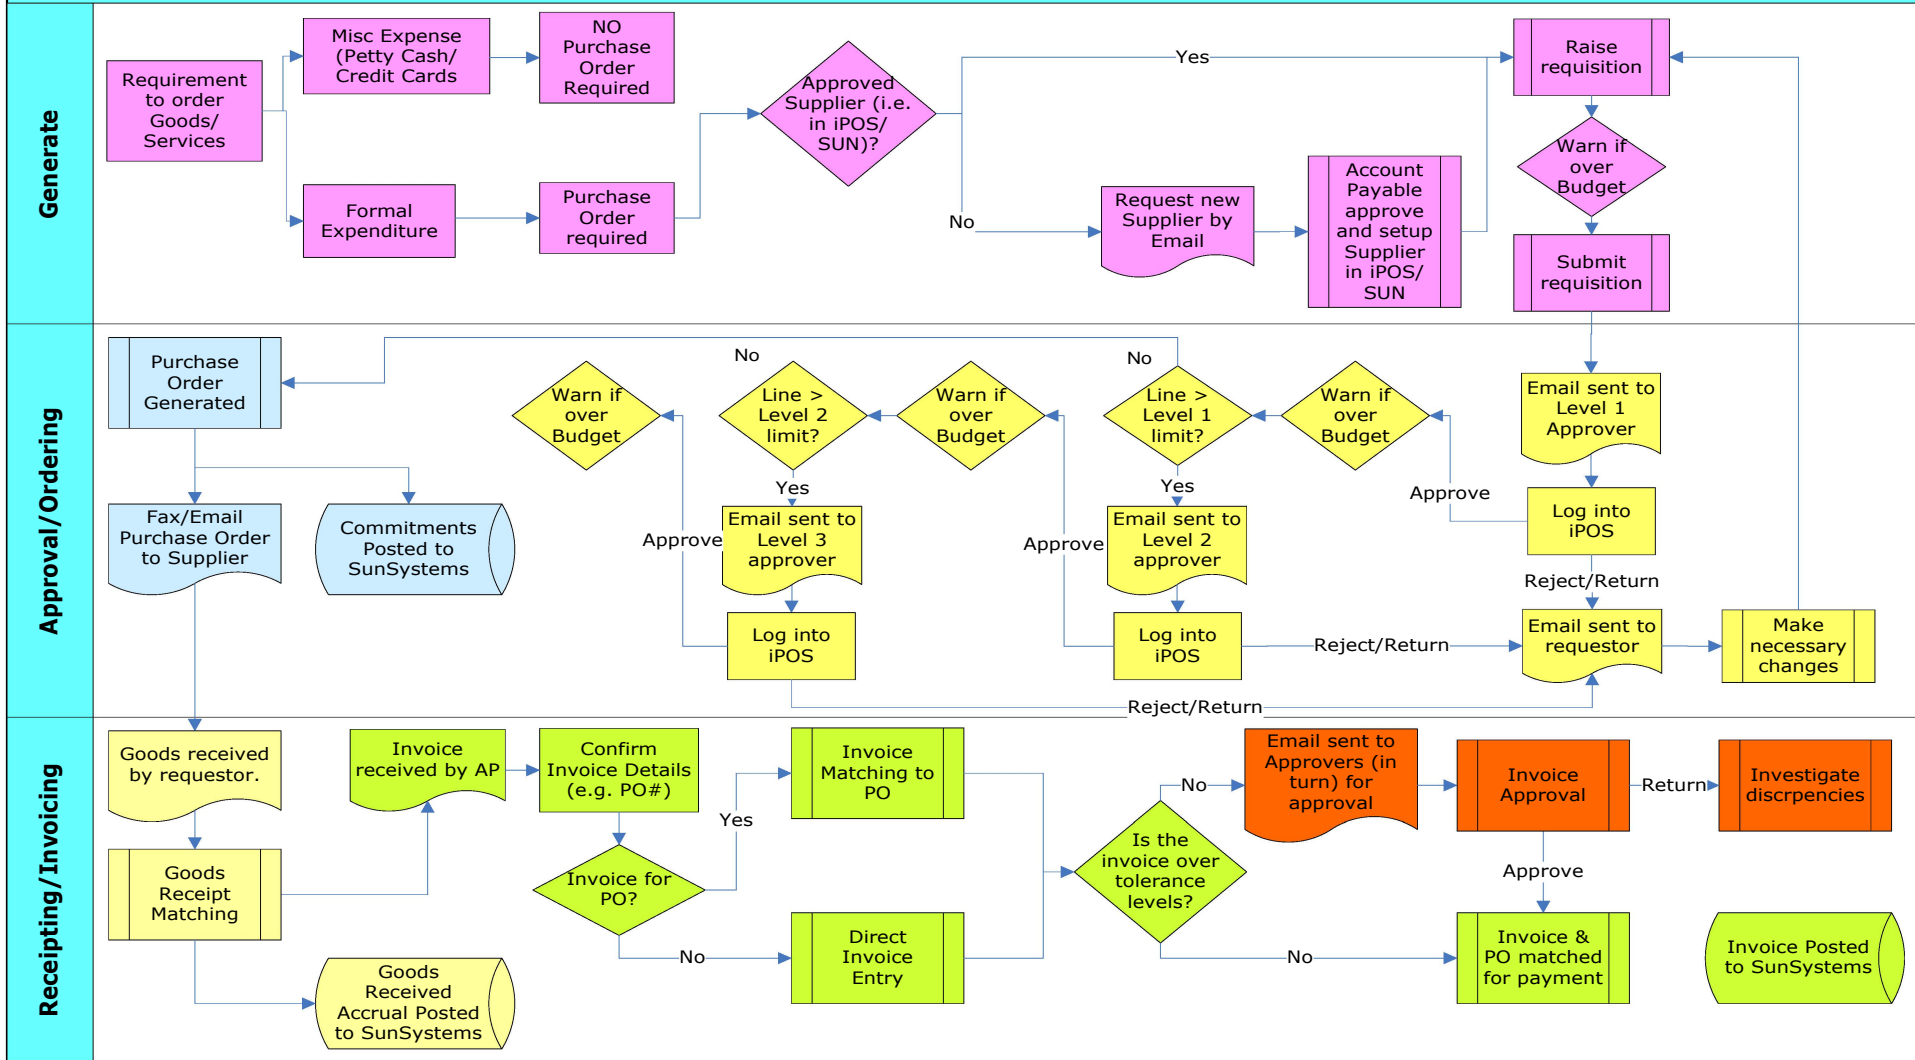 Generate
Requirement
to order
Goods/
Services
Misc Expense
(Petty Cash/
Credit Cards
NO
Purchase
Order
Required
Formal
Expenditure
Purchase
Order
required
Approved
Supplier (i.e.
in iPOS/
SUN)?
Yes
No
Request new
Supplier by
Email
Account
Payable
approve
and setup
Supplier
in iPOS/
SUN
Raise
requisition
Warn if
over
Budget
Submit
requisition
Approval/Ordering
Purchase
Order
Generated
Fax/Email
Purchase Order
to Supplier
Commitments
Posted to
SunSystems
Warn if
over
Budget
No
Line >
Level 2
limit?
Yes
Approve
Email sent to
Level 3
approver
Log into
iPOS
Warn if
over
Budget
No
Line >
Level 1
limit?
Yes
Approve
Email sent to
Level 2
approver
Log into
iPOS
Warn if
over
Budget
Approve
Email sent to
Level 1
Approver
Log into
iPOS
Reject/Return
Reject/Return
Reject/Return
Email sent to
requestor
Make
necessary
changes
Receipting/Invoicing
Goods received
by requestor.
Goods
Receipt
Matching
Goods
Received
Accrual Posted
to SunSystems
Invoice
received by AP
Confirm
Invoice Details
(e.g. PO#)
Invoice for
PO?
Yes
No
Invoice
Matching to
PO
Direct
Invoice
Entry
Is the
invoice over
tolerance
levels?
No
No
Email sent to
Approvers (in
turn) for
approval
Invoice
Approval
Return
Investigate
discrpencies
Approve
Invoice &
PO matched
for payment
Invoice Posted
to SunSystems